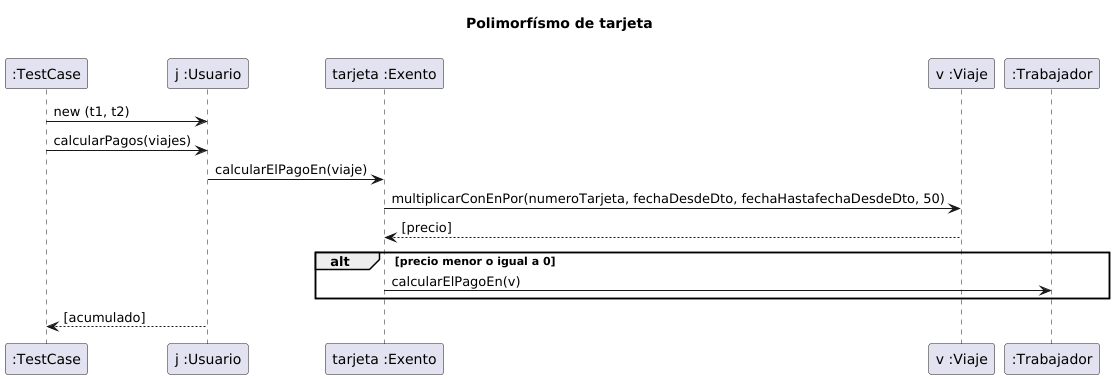 Polimorfísmo de tarjeta
:TestCase
j :Usuario
tarjeta :Exento
v :Viaje
:Trabajador
new (t1, t2)
calcularPagos(viajes)
calcularElPagoEn(viaje)
multiplicarConEnPor(numeroTarjeta, fechaDesdeDto, fechaHastafechaDesdeDto, 50)
[precio]
alt
[precio menor o igual a 0]
calcularElPagoEn(v)
[acumulado]
:TestCase
j :Usuario
tarjeta :Exento
v :Viaje
:Trabajador